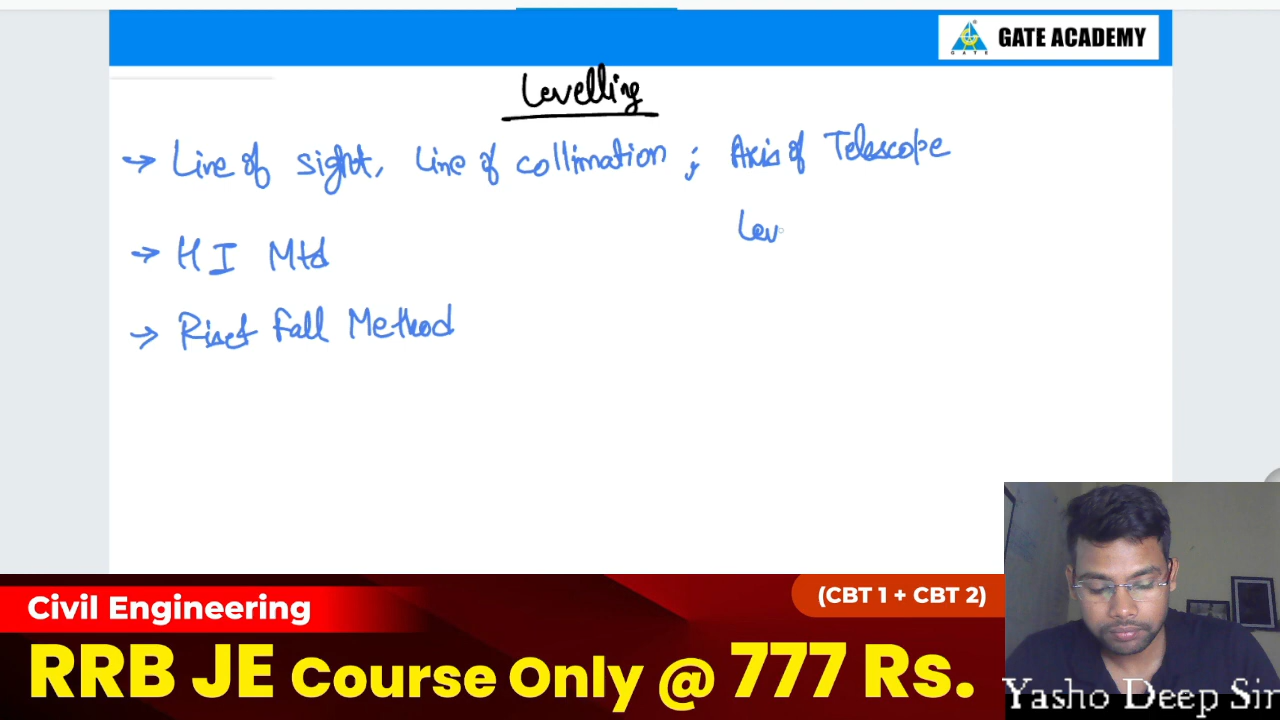 GATE ACADEMY
GATE
Levelling
→ Line of sight, Line of collimation ; Axis of Telescope
Lev
→ H I Mtd
→ Rise & Fall Method
Civil Engineering
(CBT 1 + CBT 2)
RRB JE Course Only @ 777 Rs.
Yasho Deep Sir